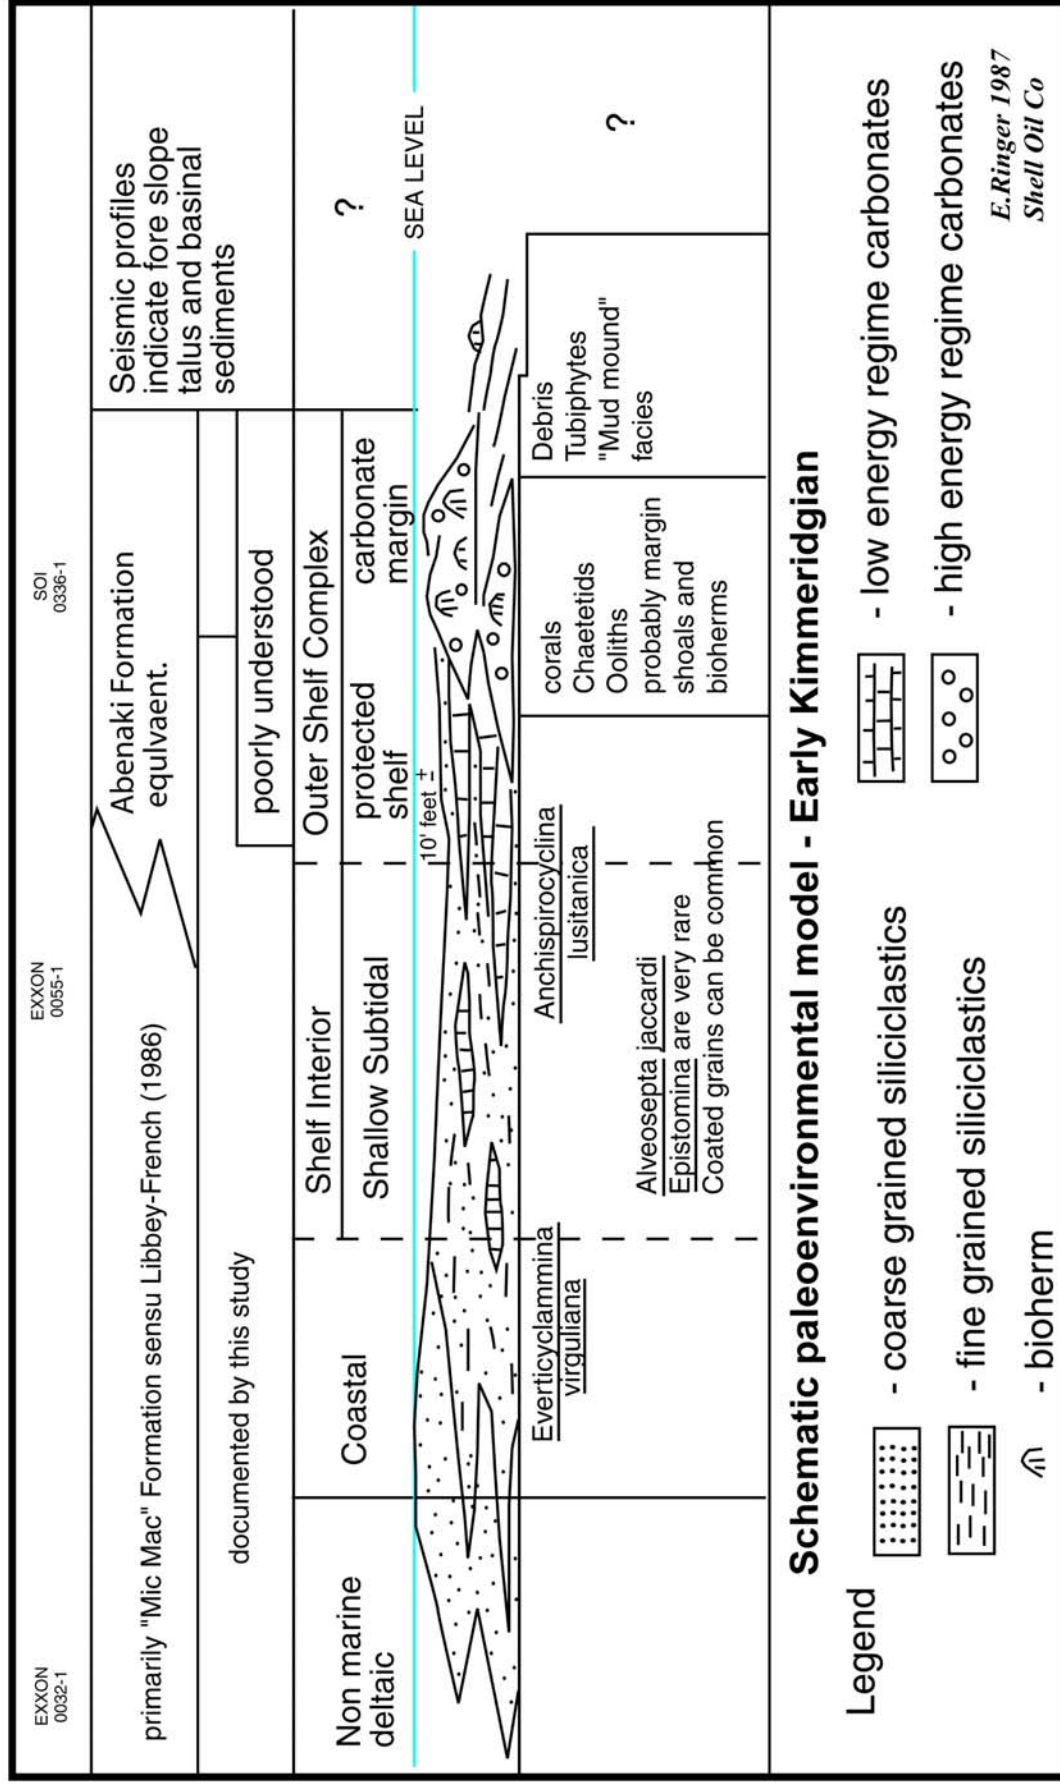 EXXON
0032-1
EXXON
0055-1
SOI
0336-1
primarily "Mic Mac" Formation sensu Libbey-French (1986)
Abenaki Formation
equlvaent.
Seismic profiles
indicate fore slope
talus and basinal
sediments
documented by this study
poorly understood
Non marine
deltaic
Coastal
Shelf Interior
Shallow Subtidal
Outer Shelf Complex
protected
shelf
carbonate
margin
?
10' feet ±
SEA LEVEL
Everticyclammina
virguliana
Anchispirocyclina
lusitanica
Alveosepta jaccardi
Epistomina are very rare
Coated grains can be common
corals
Chaetetids
Ooliths
probably margin
shoals and
bioherms
Debris
Tubiphytes
"Mud mound"
facies
?
Schematic paleoenvironmental model - Early Kimmeridgian
Legend
- coarse grained siliciclastics
- fine grained siliciclastics
- bioherm
- low energy regime carbonates
- high energy regime carbonates
E.Ringer 1987
Shell Oil Co